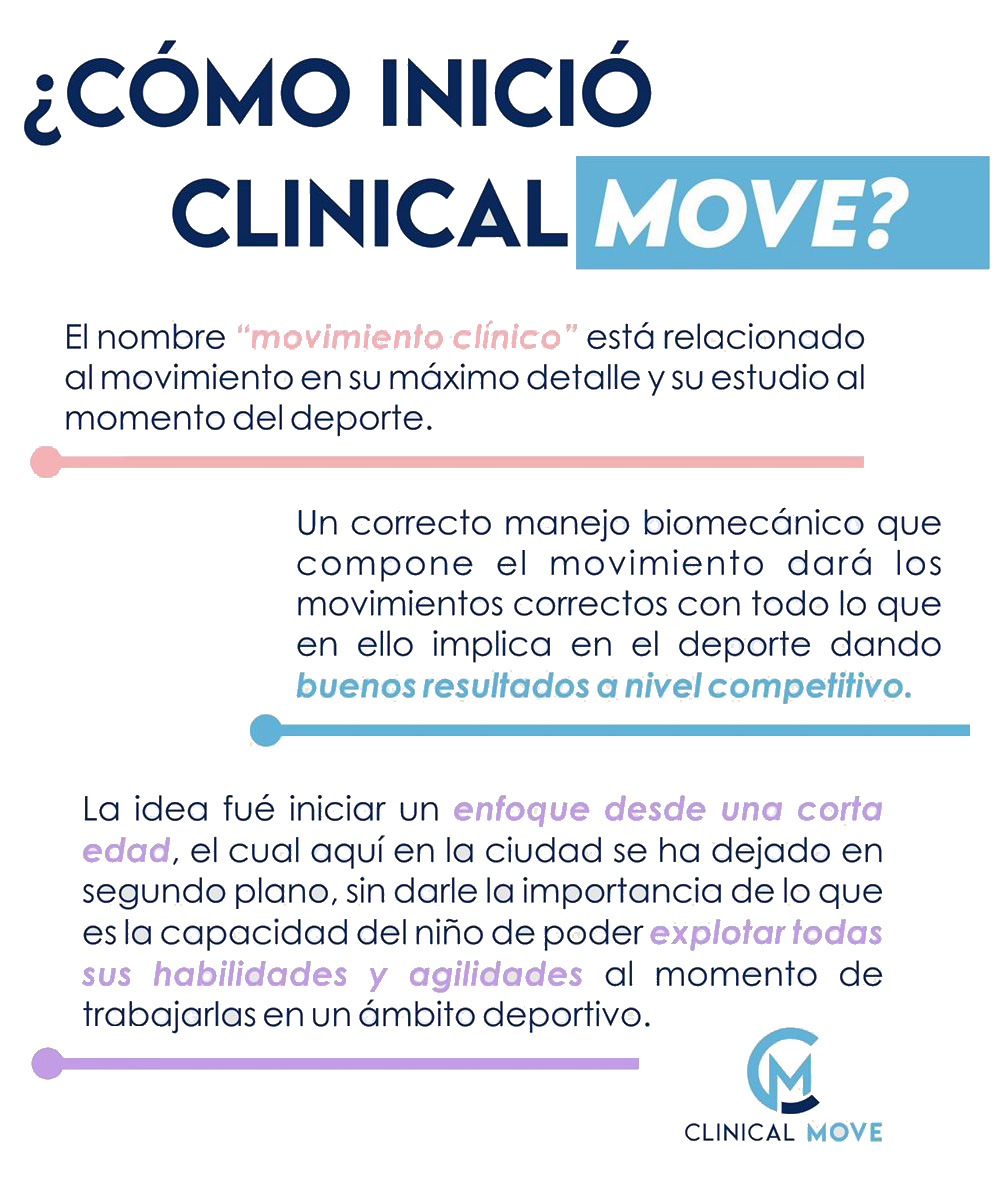 ¿CÓMO INICIÓ
CLINICAL MOVE?
El nombre “movimiento clínico” está relacionado
al movimiento en su máximo detalle y su estudio al
momento del deporte.
Un correcto manejo biomecánico que
compone el movimiento dará los
movimientos correctos con todo lo que
en ello implica en el deporte dando
buenos resultados a nivel competitivo.
La idea fué iniciar un enfoque desde una corta
edad, el cual aquí en la ciudad se ha dejado en
segundo plano, sin darle la importancia de lo que
es la capacidad del niño de poder explotar todas
sus habilidades y agilidades al momento de
trabajarlas en un ámbito deportivo.
CM
CLINICAL MOVE